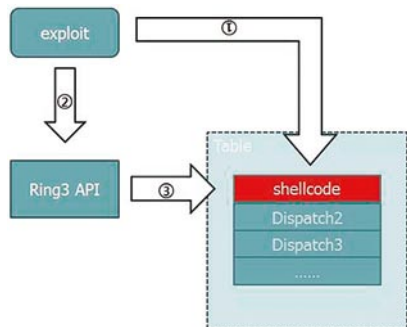 exploit
①
②
Table
Ring3 API
③
shellcode
Dispatch2
Dispatch3
......